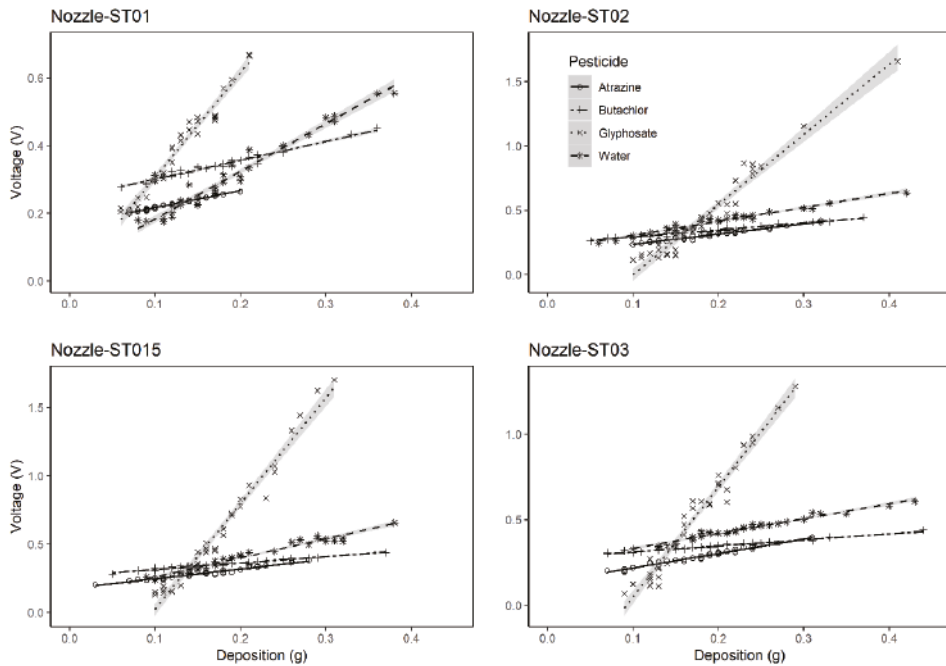 Nozzle-ST01
Nozzle-ST02
Voltage (V)
0.6
0.4
0.2
0.0
0.0
0.1
0.2
0.3
0.4
1.5
1.0
0.5
0.0
0.0
0.1
0.2
0.3
0.4
Pesticide
Atrazine
Butachlor
Glyphosate
Water
Nozzle-ST015
Nozzle-ST03
Voltage (V)
1.5
1.0
0.5
0.0
0.0
0.1
0.2
0.3
0.4
Deposition (g)
1.0
0.5
0.0
0.0
0.1
0.2
0.3
0.4
Deposition (g)